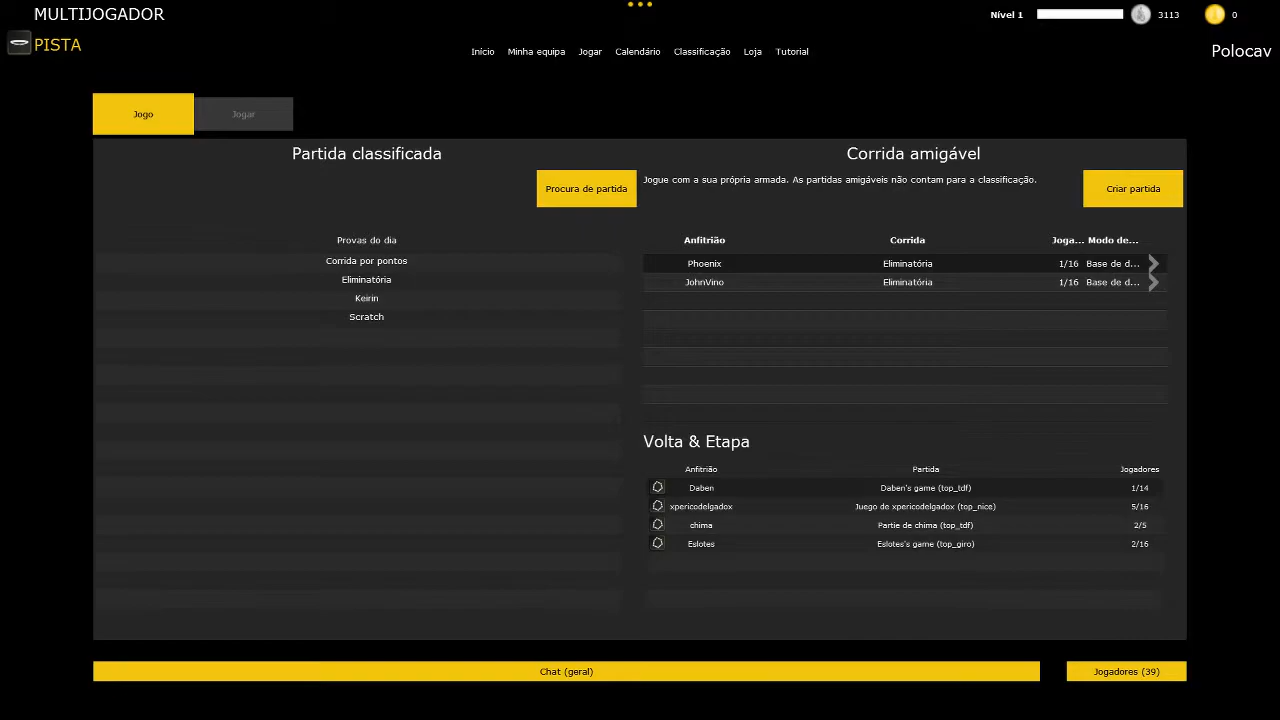 MULTIJOGADOR
Nível 1
3113
0
PISTA
Início Minha equipa Jogar Calendário Classificação Loja Tutorial
Polocav
Jogo
Jogar
Partida classificada
Procura de partida
Provas do dia
Corrida por pontos
Eliminatória
Keirin
Scratch
Corrida amigável
Jogue com a sua própria armada. As partidas amigáveis não contam para a classificação.
Criar partida
Anfitrião Corrida Joga... Modo de...
Phoenix Eliminatória 1/16 Base de d...
JohnVino Eliminatória 1/16 Base de d...
Volta & Etapa
Anfitrião Partida Jogadores
Daben Daben's game (top_tdf) 1/14
xpericodelgadox Juego de xpericodelgadox (top_nice) 5/16
chima Partie de chima (top_tdf) 2/5
Eslotes Eslotes's game (top_giro) 2/16
Chat (geral)
Jogadores (39)